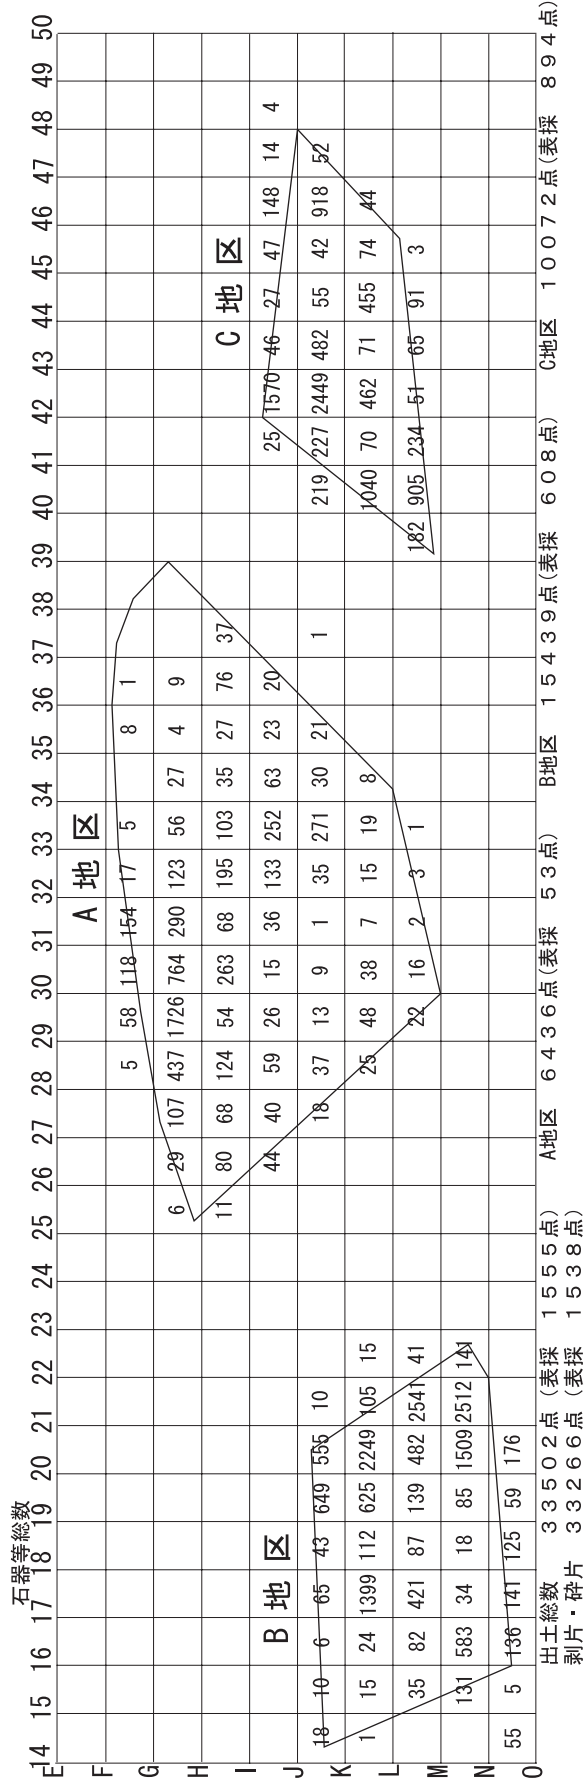 石器等総数
14 15 16 17 18 19 20 21 22 23 24 25 26 27 28 29 30 31 32 33 34 35 36 37 38 39 40 41 42 43 44 45 46 47 48 49 50
E
A 地 区
F
5 58 118 154 17 5 8 1
G
6 29 107 437 1726 764 290 123 56 27 4 9
C 地 区
H
11 80 68 124 54 263 68 195 103 35 27 76 37
B 地 区
I
44 40 59 26 15 36 133 252 63 23 20 25 1570 46 27 47 148 14 4
J
18 10 6 65 43 649 555 10 18 37 13 9 1 35 271 30 21 1 219 227 2449 482 55 42 918 52
K
1 15 24 1399 112 625 2249 105 15 25 48 38 7 15 19 8 1040 70 462 71 455 74 44
L
35 82 421 87 139 482 2541 41 22 16 2 3 1 182 905 234 51 65 91 3
M
131 583 34 18 85 1509 2512 141
N
55 5 136 141 125 59 176
O
出土総数 33502点(表採 1555点) A地区 6436点(表採 53点) B地区 15439点(表採 608点) C地区 10072点(表採 894点)
剥片・砕片 33266点(表採 1538点)